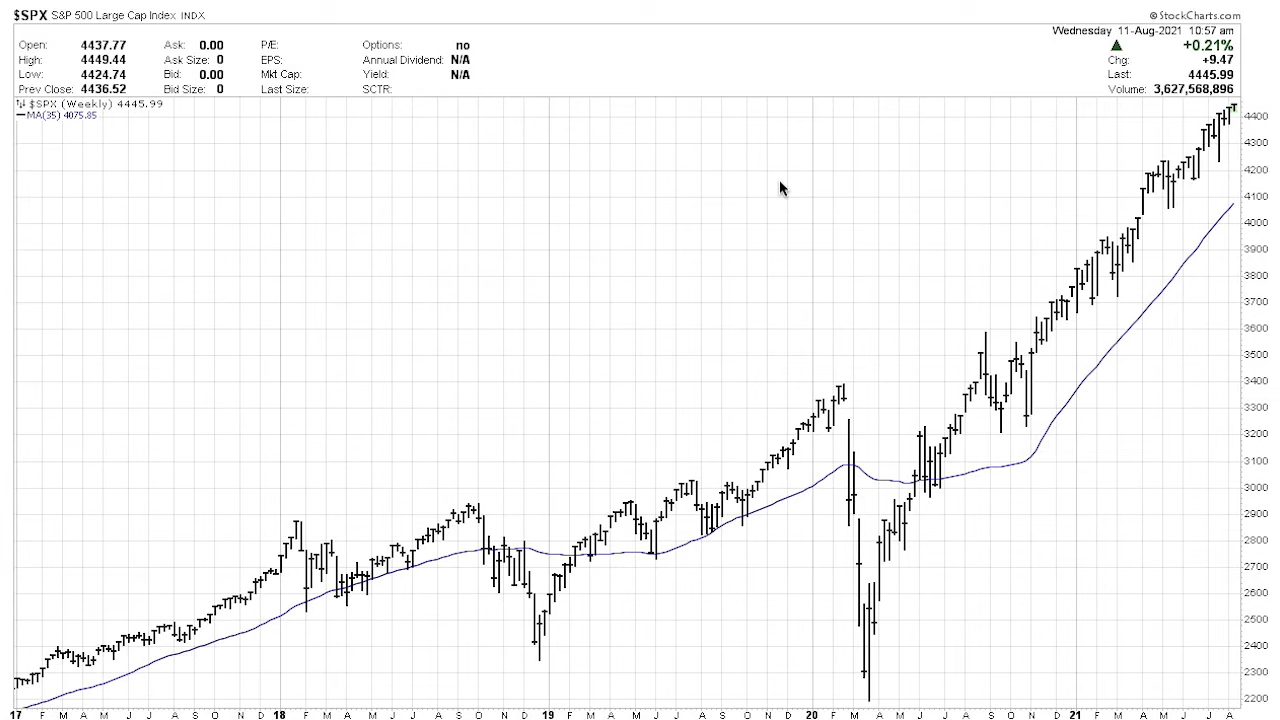 $SPX S&P 500 Large Cap Index INDX © StockCharts.com
Wednesday 11-Aug-2021 10:57 am
Open: 4437.77 Ask: 0.00 P/E: Options: no +0.21%
High: 4449.44 Ask Size: 0 EPS: Annual Dividend: N/A Chg: +9.47
Low: 4424.74 Bid: 0.00 Mkt Cap: Yield: N/A Last: 4445.99
Prev Close: 4436.52 Bid Size: 0 Last Size: SCTR: Volume: 3,627,568,896
$SPX (Weekly) 4445.99
MA(35) 4075.85
4400
4300
4200
4100
4000
3900
3800
3700
3600
3500
3400
3300
3200
3100
3000
2900
2800
2700
2600
2500
2400
2300
2200
17 F M A M J J A S O N D 18 F M A M J J A S O N D 19 F M A M J J A S O N D 20 F M A M J J A S O N D 21 F M A M J J A